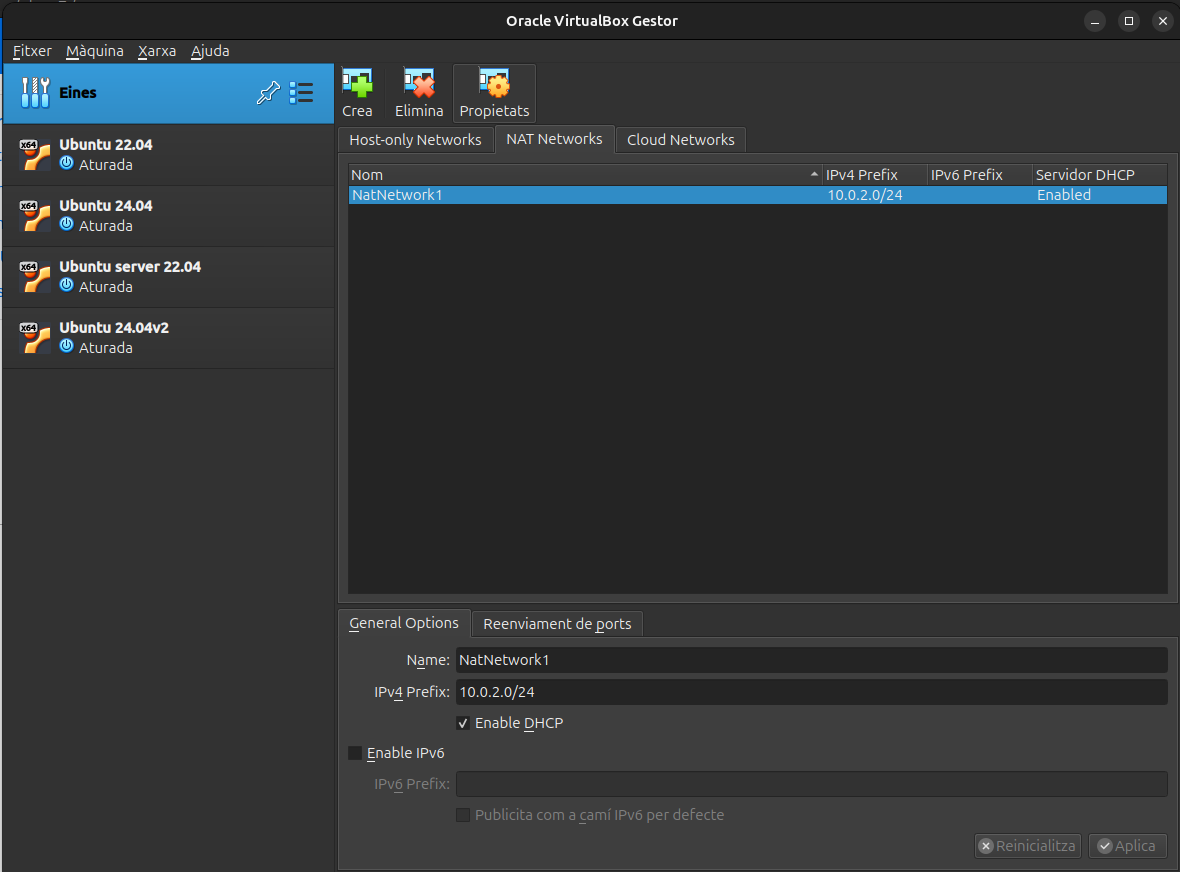 Oracle VirtualBox Gestor
Fitxer Màquina Xarxa Ajuda
Eines
x64 Ubuntu 22.04
Aturada
x64 Ubuntu 24.04
Aturada
x64 Ubuntu server 22.04
Aturada
x64 Ubuntu 24.04v2
Aturada
Crea Elimina Propietats
Host-only Networks NAT Networks Cloud Networks
Nom IPv4 Prefix IPv6 Prefix Servidor DHCP
NatNetwork1 10.0.2.0/24 Enabled
General Options Reenviament de ports
Name: NatNetwork1
IPv4 Prefix: 10.0.2.0/24
Enable DHCP
Enable IPv6
IPv6 Prefix:
Publicita com a camí IPv6 per defecte
Reinicialitza Aplica